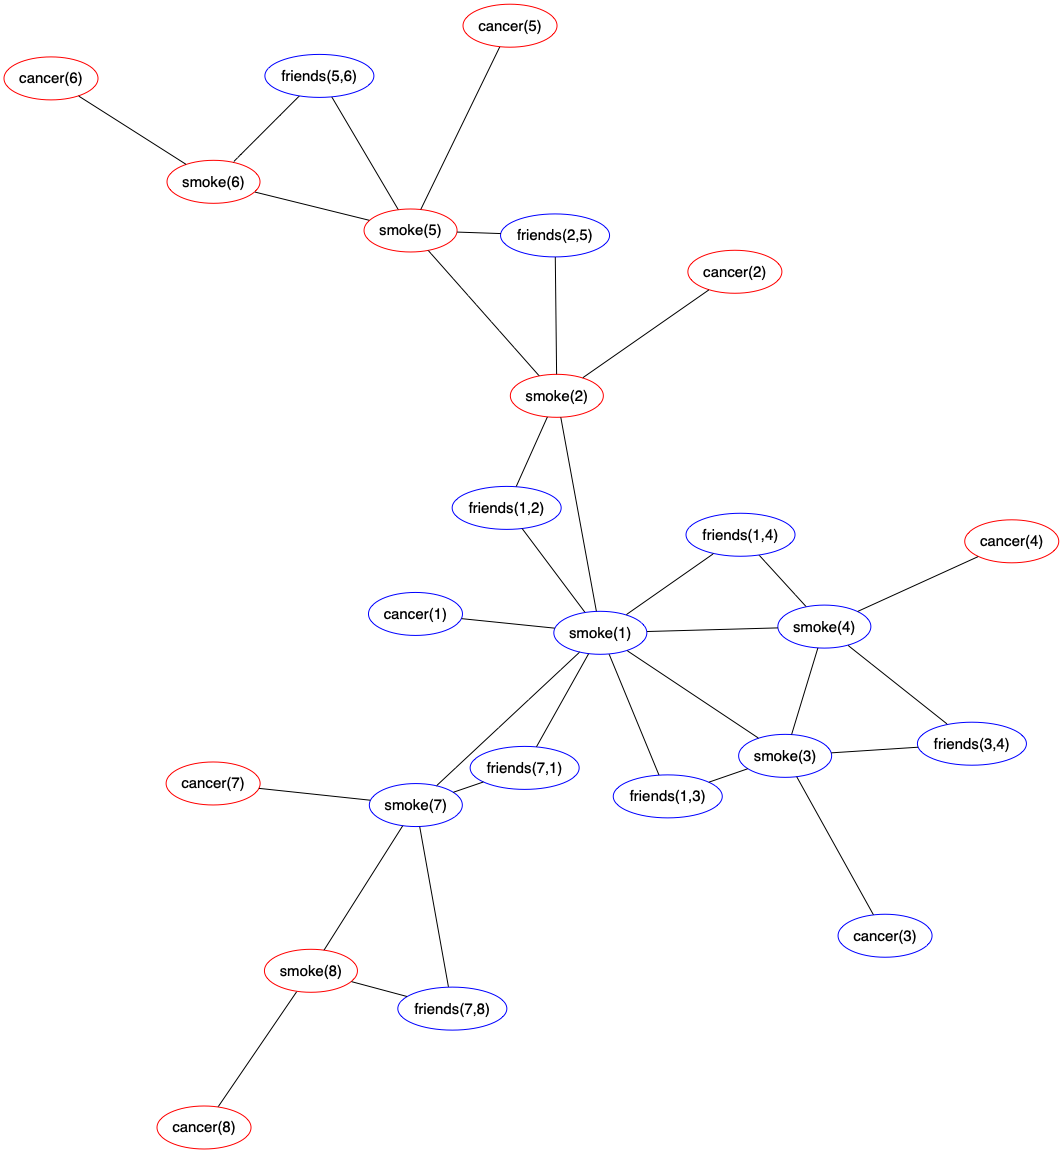 cancer(5)
cancer(6)
friends(5,6)
smoke(6)
smoke(5)
friends(2,5)
cancer(2)
smoke(2)
friends(1,2)
friends(1,4)
cancer(4)
cancer(1)
smoke(1)
smoke(4)
friends(3,4)
smoke(3)
friends(7,1)
cancer(7)
friends(1,3)
smoke(7)
cancer(3)
smoke(8)
friends(7,8)
cancer(8)